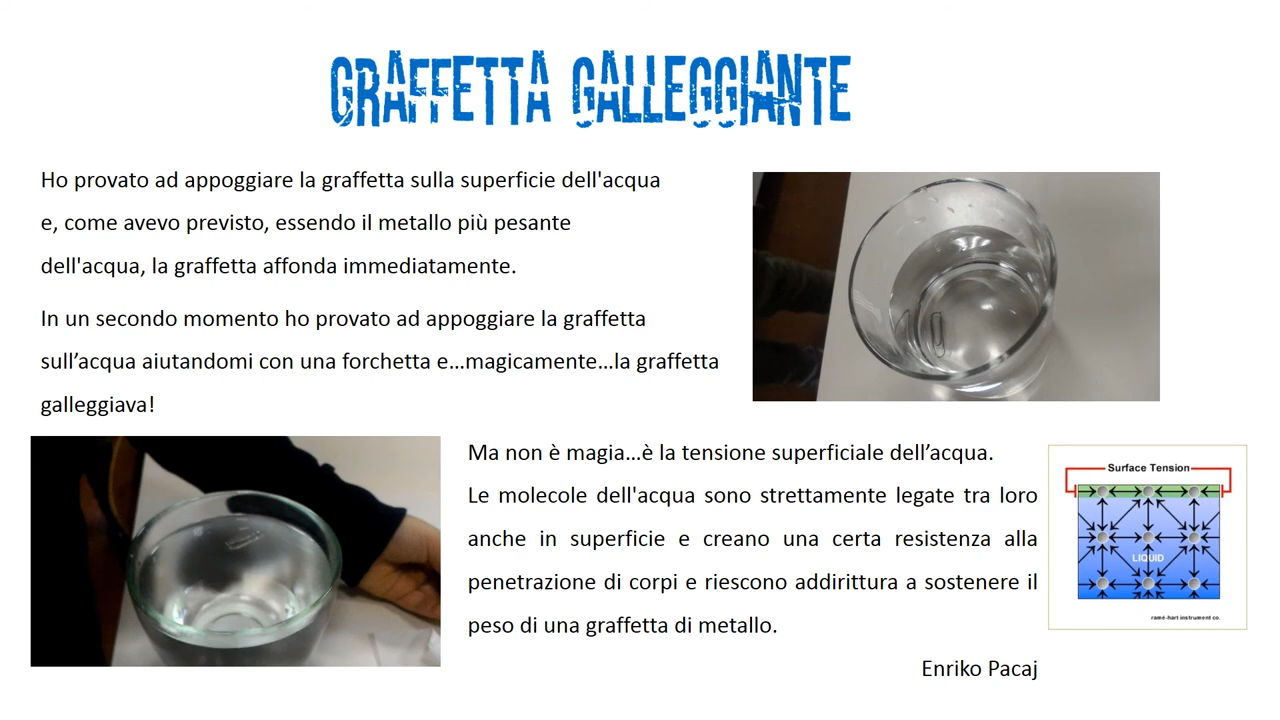 GRAFFETTA GALLEGGIANTE
Ho provato ad appoggiare la graffetta sulla superficie dell'acqua
e, come avevo previsto, essendo il metallo più pesante
dell'acqua, la graffetta affonda immediatamente.
In un secondo momento ho provato ad appoggiare la graffetta
sull’acqua aiutandomi con una forchetta e…magicamente…la graffetta
galleggiava!
Ma non è magia…è la tensione superficiale dell’acqua.
Le molecole dell'acqua sono strettamente legate tra loro
anche in superficie e creano una certa resistenza alla
penetrazione di corpi e riescono addirittura a sostenere il
peso di una graffetta di metallo.
Enriko Pacaj
Surface Tension
LIQUID
ramé-hart instrument co.